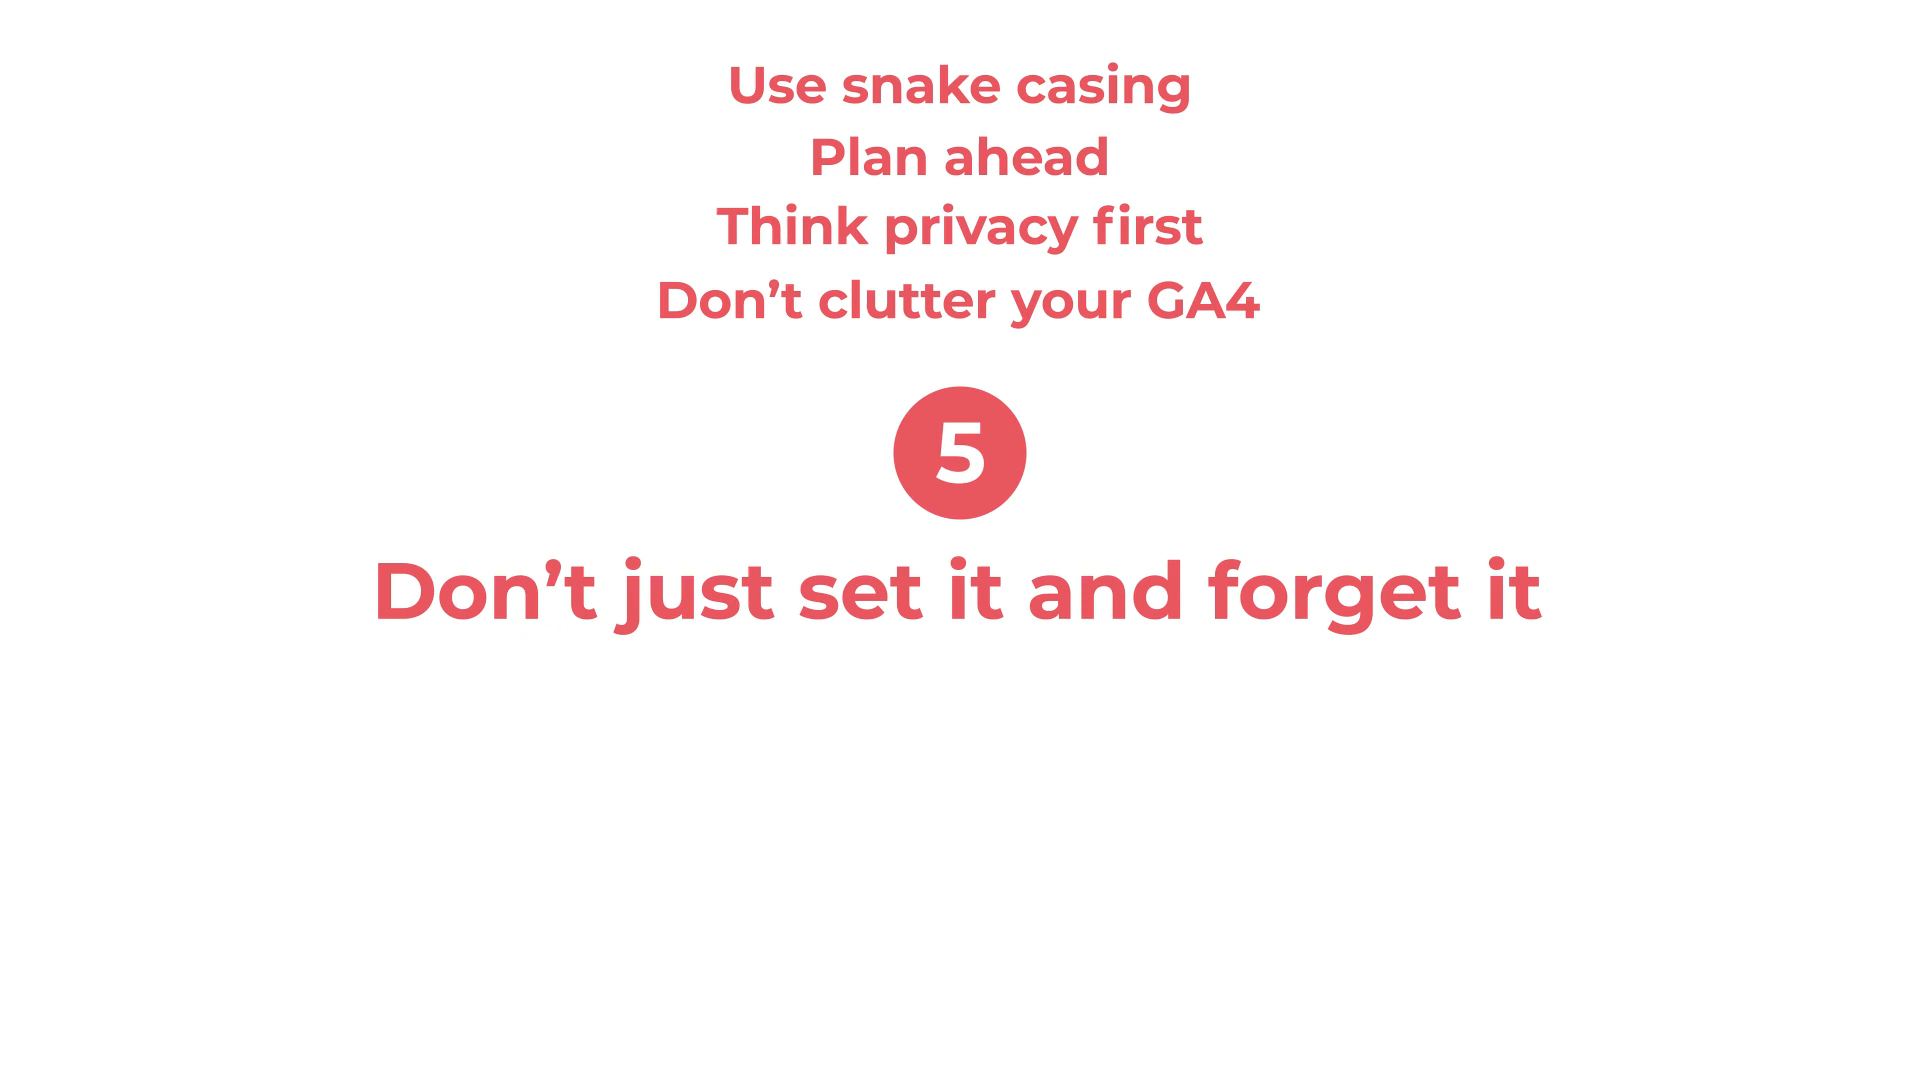 Use snake casing
Plan ahead
Think privacy first
Don’t clutter your GA4
5
Don’t just set it and forget it